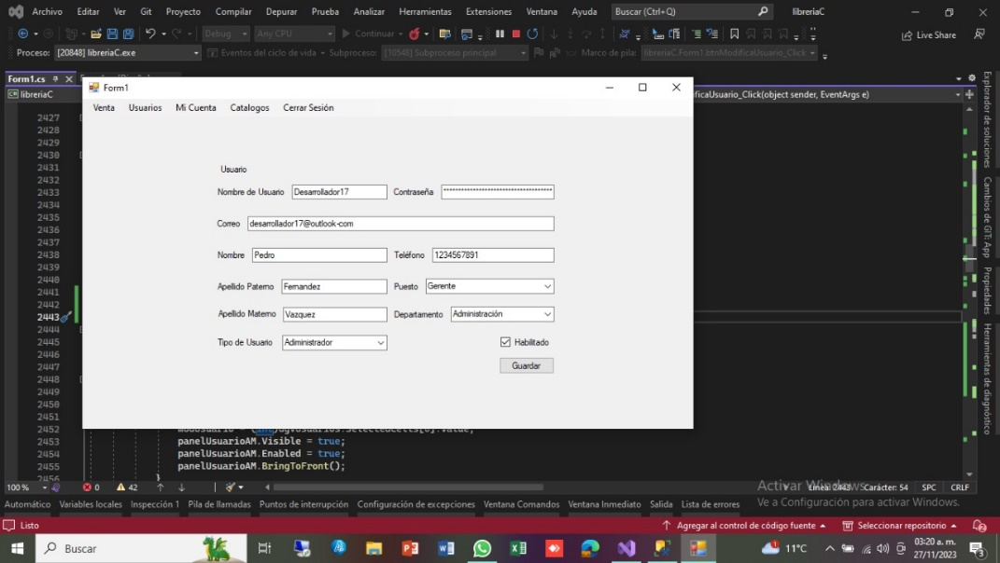 Archivo Editar Ver Git Proyecto Compilar Depurar Prueba Analizar Herramientas Extensiones Ventana Ayuda Buscar (Ctrl+Q) libreriaC
Debug Any CPU Continuar Live Share
Proceso: [20848] libreriaC.exe Eventos del ciclo de vida Subproceso: [10548] Subproceso principal Marco de pila: libreriaC.Form1.btnModificaUsuario_Click
Form1.cs
libreriaC
ficaUsuario_Click(object sender, EventArgs e)
Form1
Venta Usuarios Mi Cuenta Catalogos Cerrar Sesión
Usuario
Nombre de Usuario Desarrollador17 Contraseña ************************************
Correo desarrollador17@outlook-com
Nombre Pedro Teléfono 1234567891
Apellido Paterno Fernandez Puesto Gerente
Apellido Materno Vazquez Departamento Administración
Tipo de Usuario Administrador Habilitado
Guardar
2427
2428
2429
2430
2431
2432
2433
2434
2435
2436
2437
2438
2439
2440
2441
2442
2443
2444
2445
2446
2447
2448
2449
2450
2451
2452
2453 panelUsuarioAM.Visible = true;
2454 panelUsuarioAM.Enabled = true;
2455 panelUsuarioAM.BringToFront();
2456 }
Explorador de soluciones
Cambios de GIT: App
Propiedades
Herramientas de diagnóstico
100 % 0 42 Línea: 2443 Carácter: 54 SPC CRLF
Activar Windows
Ve a Configuración para activar Windows.
Automático Variables locales Inspección 1 Pila de llamadas Puntos de interrupción Configuración de excepciones Ventana Comandos Ventana Inmediato Salida Lista de errores
Listo Agregar al control de código fuente Seleccionar repositorio
Buscar 11°C 03:20 a. m.
27/11/2023